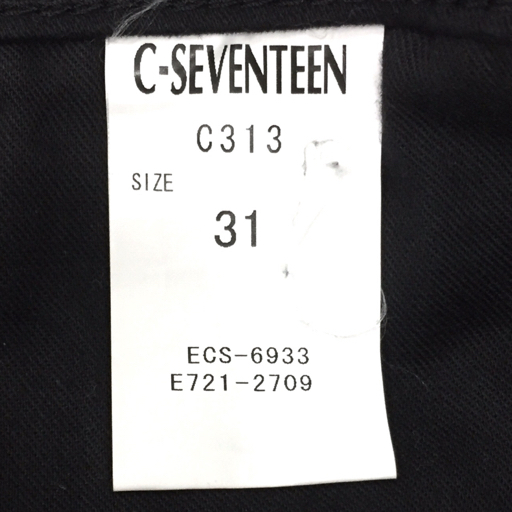 C-SEVENTEEN
C313
SIZE
31
ECS-6933
E721-2709